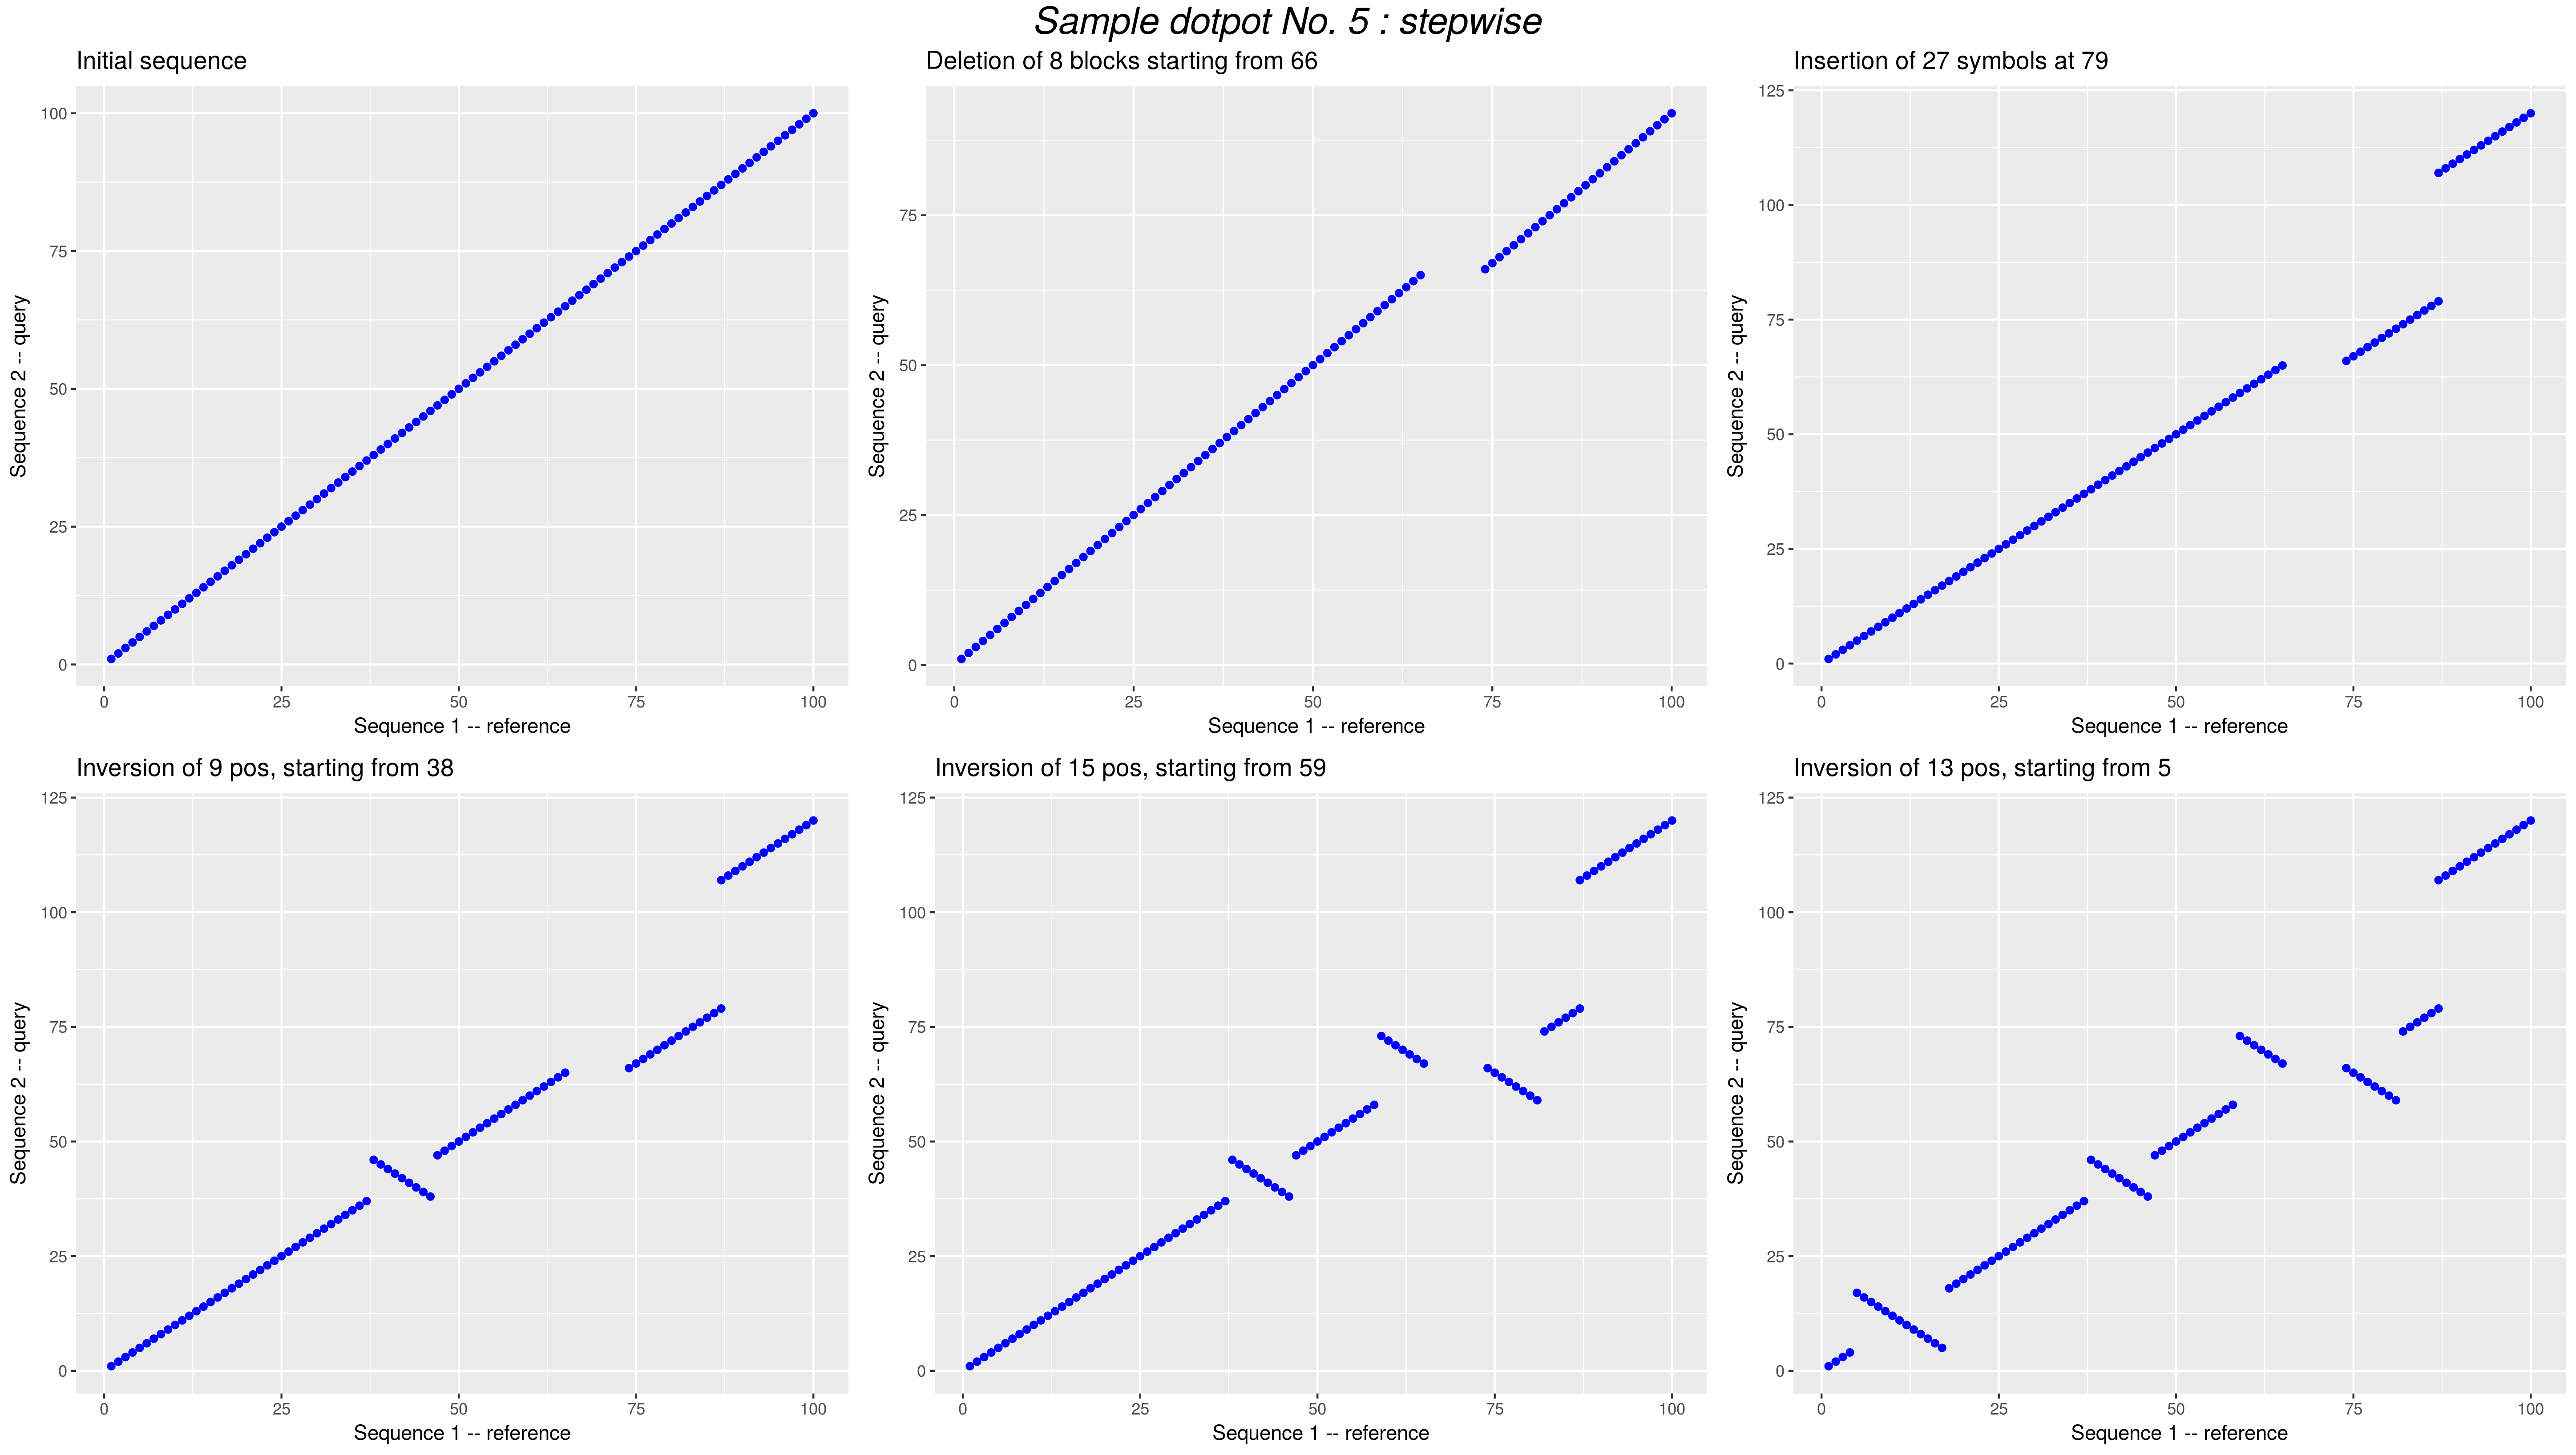 Sample dotpot No. 5 : stepwise
Initial sequence
Sequence 2 -- query
100
75
50
25
0
0 25 50 75 100
Sequence 1 -- reference
Deletion of 8 blocks starting from 66
Sequence 2 -- query
75
50
25
0
0 25 50 75 100
Sequence 1 -- reference
Insertion of 27 symbols at 79
Sequence 2 -- query
125
100
75
50
25
0
0 25 50 75 100
Sequence 1 -- reference
Inversion of 9 pos, starting from 38
Sequence 2 -- query
125
100
75
50
25
0
0 25 50 75 100
Sequence 1 -- reference
Inversion of 15 pos, starting from 59
Sequence 2 -- query
125
100
75
50
25
0
0 25 50 75 100
Sequence 1 -- reference
Inversion of 13 pos, starting from 5
Sequence 2 -- query
125
100
75
50
25
0
0 25 50 75 100
Sequence 1 -- reference